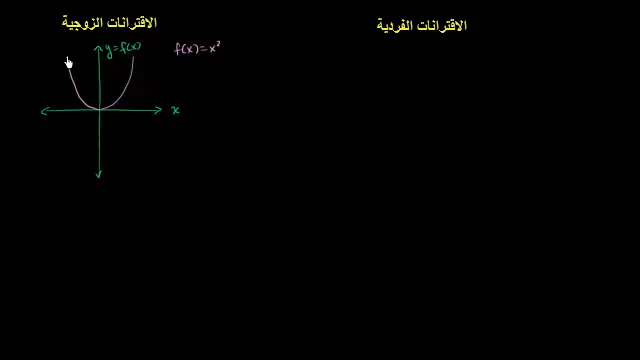 الاقترانات الزوجية
الاقترانات الفردية
y=f(x)
f(x)=x²
x